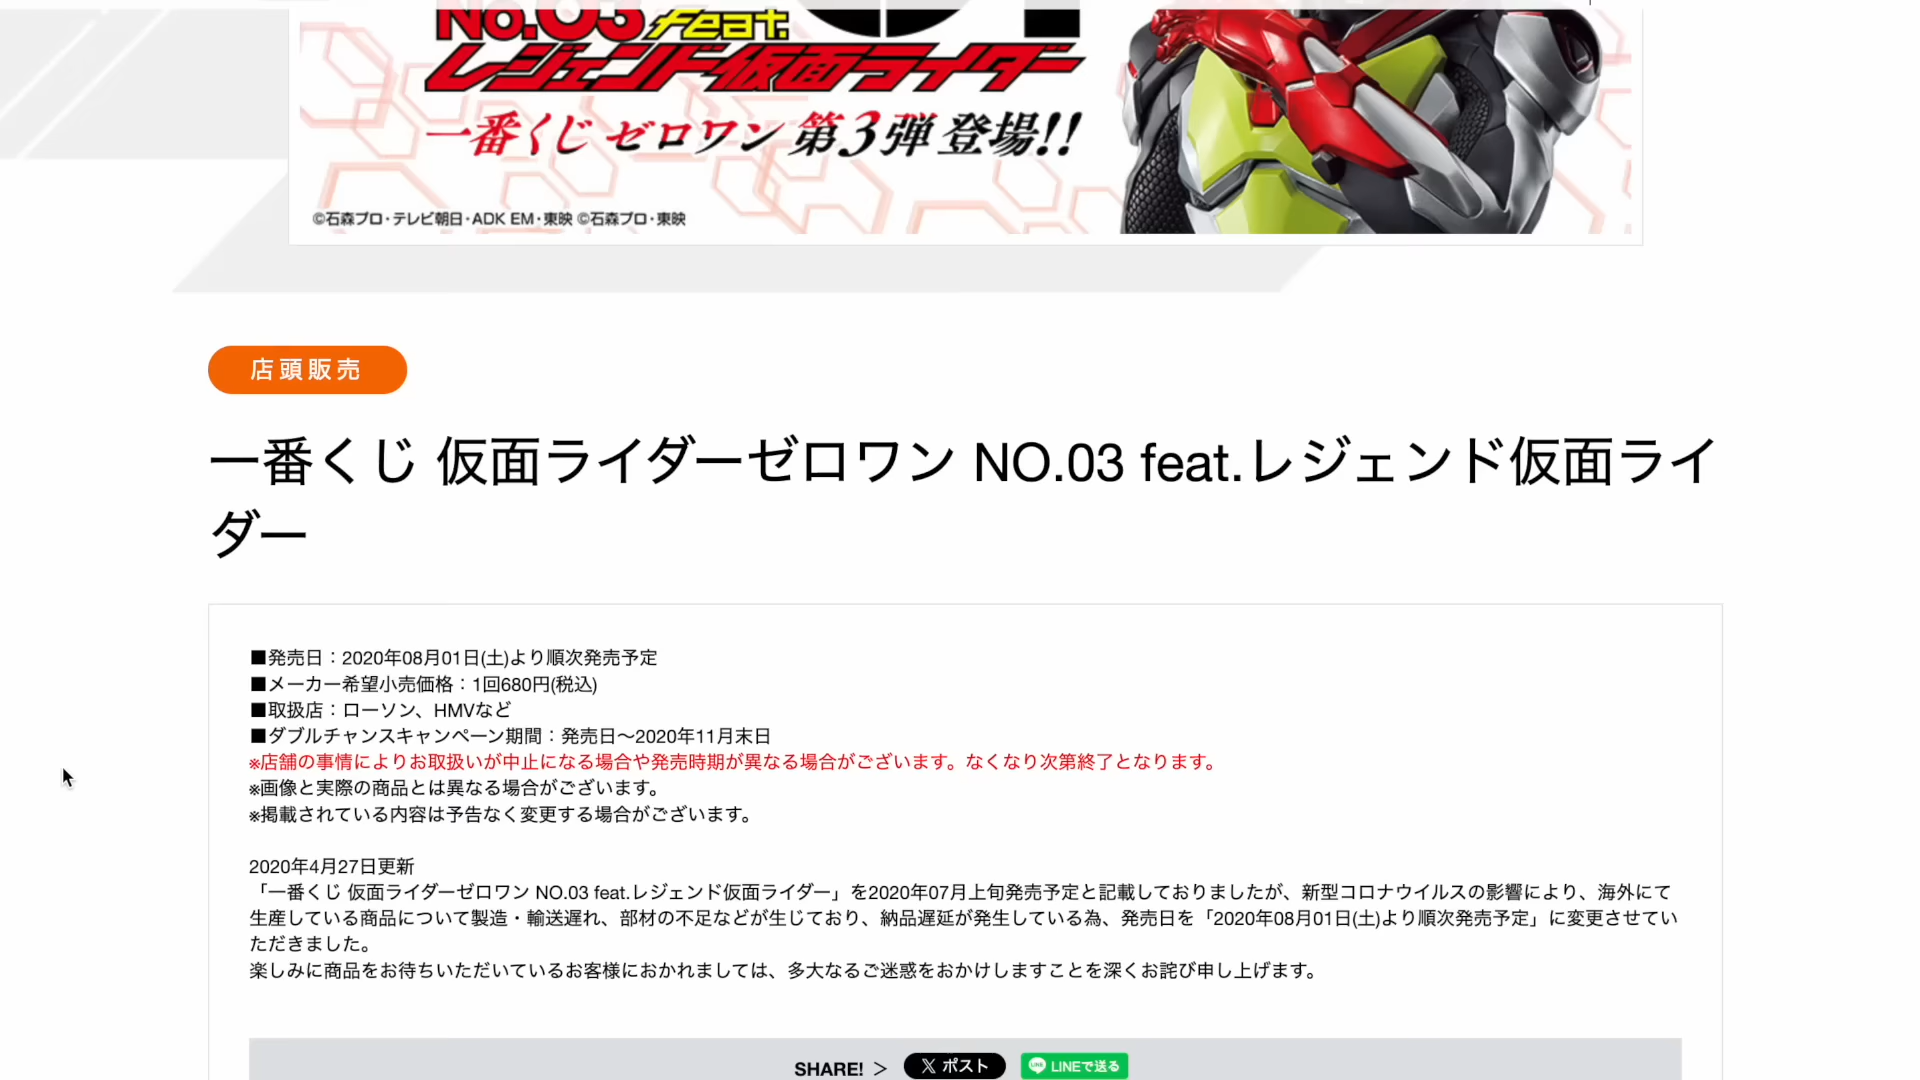 No.03 feat.
レジェンド仮面ライダー
一番くじ ゼロワン 第3弾 登場!!
©石森プロ・テレビ朝日・ADK EM・東映 ©石森プロ・東映
店頭販売
一番くじ 仮面ライダーゼロワン NO.03 feat.レジェンド仮面ライ
ダー
■発売日：2020年08月01日(土)より順次発売予定
■メーカー希望小売価格：1回680円(税込)
■取扱店：ローソン、HMVなど
■ダブルチャンスキャンペーン期間：発売日〜2020年11月末日
※店舗の事情によりお取扱いが中止になる場合や発売時期が異なる場合がございます。なくなり次第終了となります。
※画像と実際の商品とは異なる場合がございます。
※掲載されている内容は予告なく変更する場合がございます。
2020年4月27日更新
「一番くじ 仮面ライダーゼロワン NO.03 feat.レジェンド仮面ライダー」を2020年07月上旬発売予定と記載しておりましたが、新型コロナウイルスの影響により、海外にて
生産している商品について製造・輸送遅れ、部材の不足などが生じており、納品遅延が発生している為、発売日を「2020年08月01日(土)より順次発売予定」に変更させてい
ただきました。
楽しみに商品をお待ちいただいているお客様におかれましては、多大なるご迷惑をおかけしますことを深くお詫び申し上げます。
SHARE! ＞ X ポスト LINEで送る